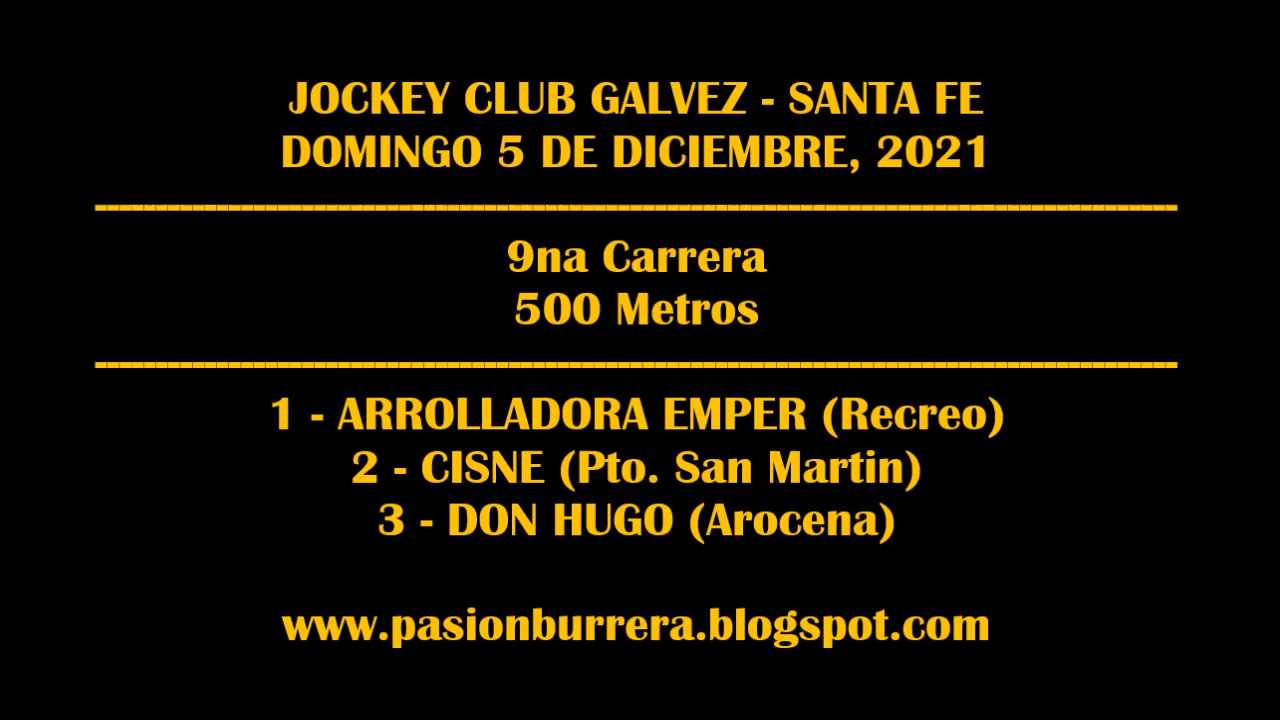 JOCKEY CLUB GALVEZ - SANTA FE
DOMINGO 5 DE DICIEMBRE, 2021
9na Carrera
500 Metros
1 - ARROLLADORA EMPER (Recreo)
2 - CISNE (Pto. San Martin)
3 - DON HUGO (Arocena)
www.pasionburrera.blogspot.com